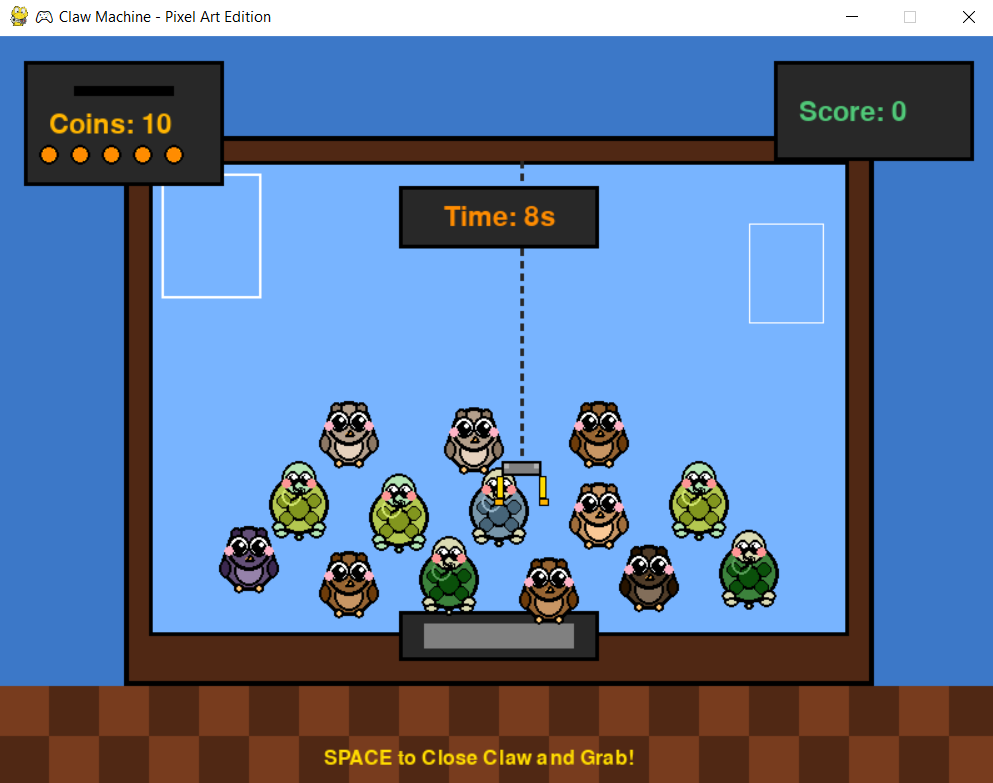 Claw Machine - Pixel Art Edition
Coins: 10
Score: 0
Time: 8s
SPACE to Close Claw and Grab!